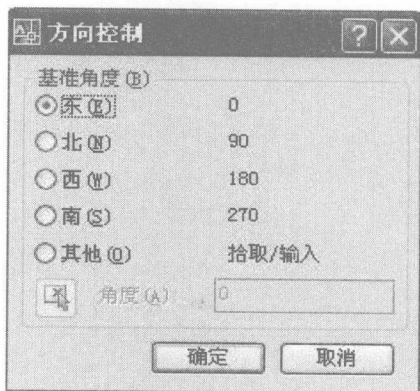 方向控制
基准角度(B)
东(E) 0
北(N) 90
西(W) 180
南(S) 270
其他(O) 拾取/输入
角度(A) 0
确定 取消